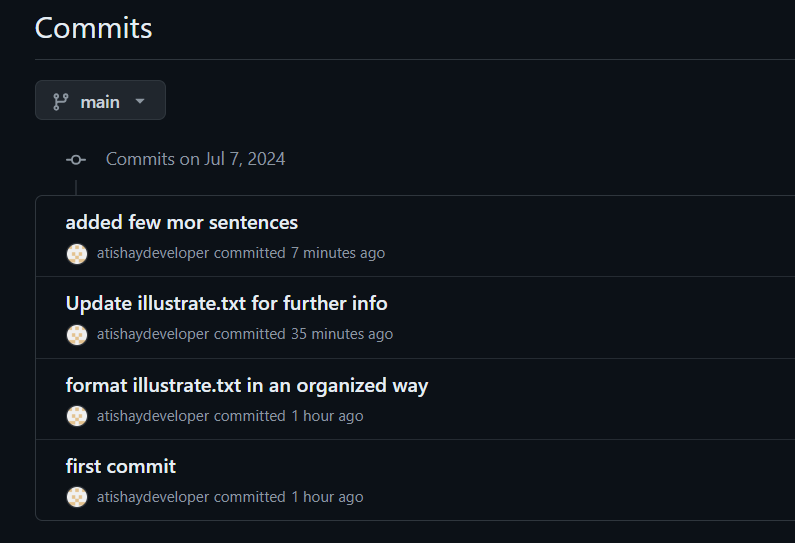 Commits
main
Commits on Jul 7, 2024
added few mor sentences
atishaydeveloper committed 7 minutes ago
Update illustrate.txt for further info
atishaydeveloper committed 35 minutes ago
format illustrate.txt in an organized way
atishaydeveloper committed 1 hour ago
first commit
atishaydeveloper committed 1 hour ago